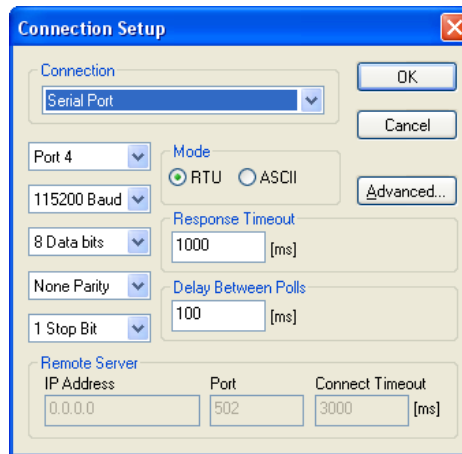 Connection Setup
Connection
Serial Port
OK
Cancel
Port 4
Mode
RTU ASCII
Advanced...
115200 Baud
Response Timeout
8 Data bits
1000 [ms]
None Parity
Delay Between Polls
100 [ms]
1 Stop Bit
Remote Server
IP Address Port Connect Timeout
0.0.0.0 502 3000 [ms]